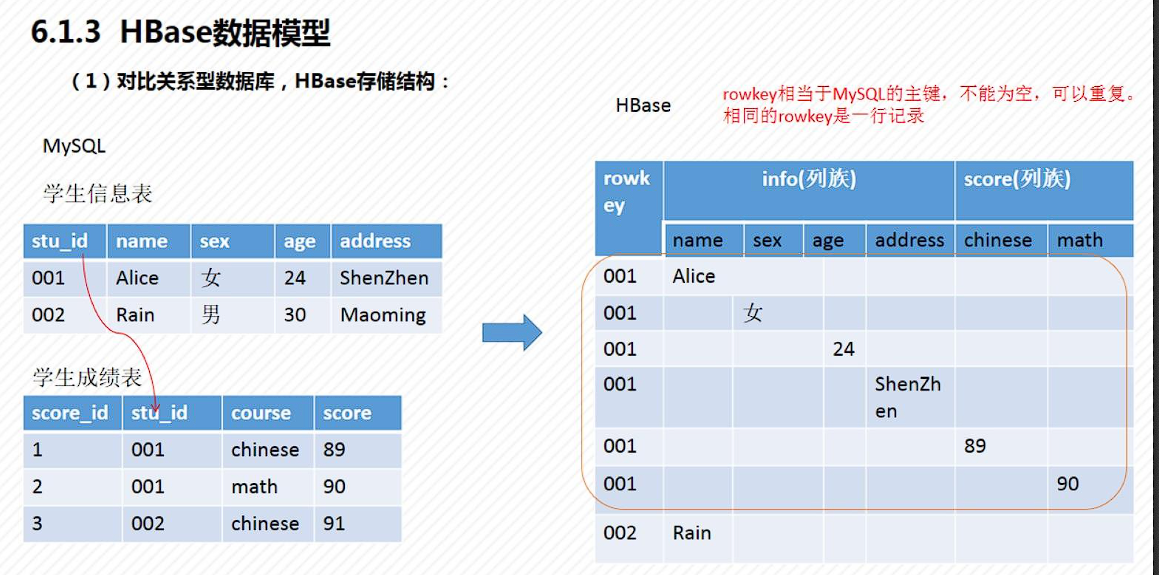 6.1.3 HBase数据模型
（1）对比关系型数据库，HBase存储结构：
MySQL
学生信息表
stu_id name sex age address
001 Alice 女 24 ShenZhen
002 Rain 男 30 Maoming
学生成绩表
score_id stu_id course score
1 001 chinese 89
2 001 math 90
3 002 chinese 91
HBase
rowkey相当于MySQL的主键，不能为空，可以重复。
相同的rowkey是一行记录
rowk
ey
info(列族) score(列族)
name sex age address chinese math
001 Alice
001 女
001 24
001 ShenZh
en
001 89
001 90
002 Rain